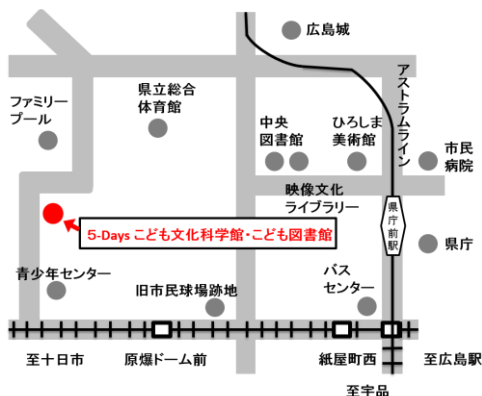 広島城
アストラムライン
ファミリー
プール
県立総合
体育館
中央
図書館
ひろしま
美術館
市民
病院
映像文化
ライブラリー
県庁前駅
5-Days こども文化科学館・こども図書館
県庁
青少年センター
旧市民球場跡地
バス
センター
至十日市
原爆ドーム前
紙屋町西
至広島駅
至宇品